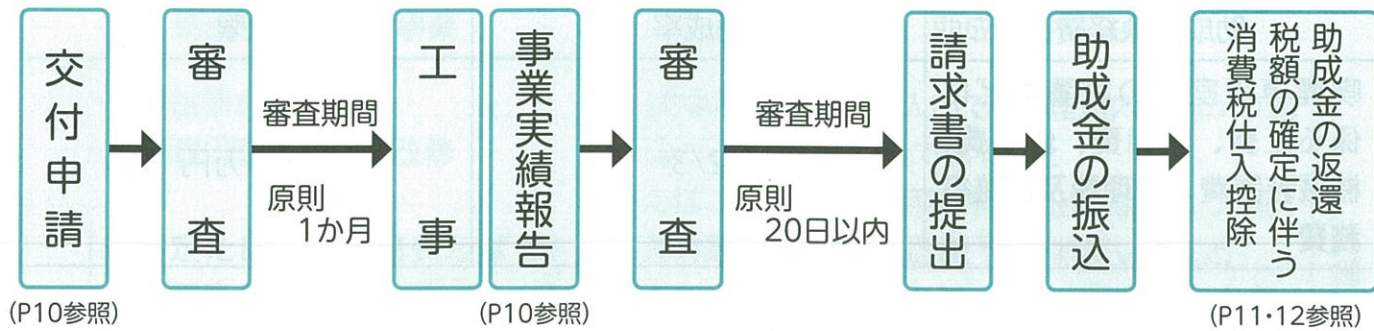 交付申請
(P10参照)
審査
審査期間
原則
1か月
工事
事業実績報告
(P10参照)
審査
審査期間
原則
20日以内
請求書の提出
助成金の振込
助成金の返還
税額の確定に伴う
消費税仕入控除
(P11・12参照)